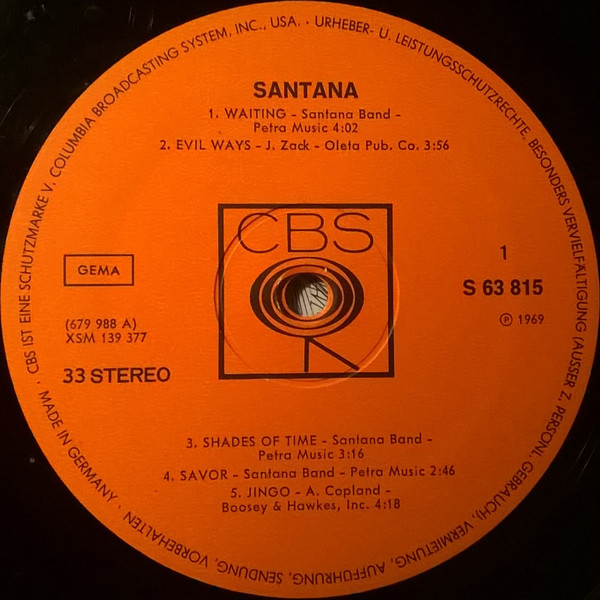 SANTANA
1. WAITING - Santana Band -
Petra Music 4:02
2. EVIL WAYS - J. Zack - Oleta Pub. Co. 3:56
CBS
GEMA
1
S 63 815
(679 988 A)
XSM 139 377
℗ 1969
33 STEREO
3. SHADES OF TIME - Santana Band -
Petra Music 3:16
4. SAVOR - Santana Band - Petra Music 2:46
5. JINGO - A. Copland -
Boosey & Hawkes, Inc. 4:18
· CBS IST EINE SCHUTZMARKE V. COLUMBIA BROADCASTING SYSTEM, INC., USA. · URHEBER- U. LEISTUNGSSCHUTZRECHTE, BESONDERS VERVIELFÄLTIGUNG (AUSSER Z. PERSÖNL. GEBRAUCH), VERMIETUNG, AUFFÜHRUNG, SENDUNG, VORBEHALTEN · MADE IN GERMANY